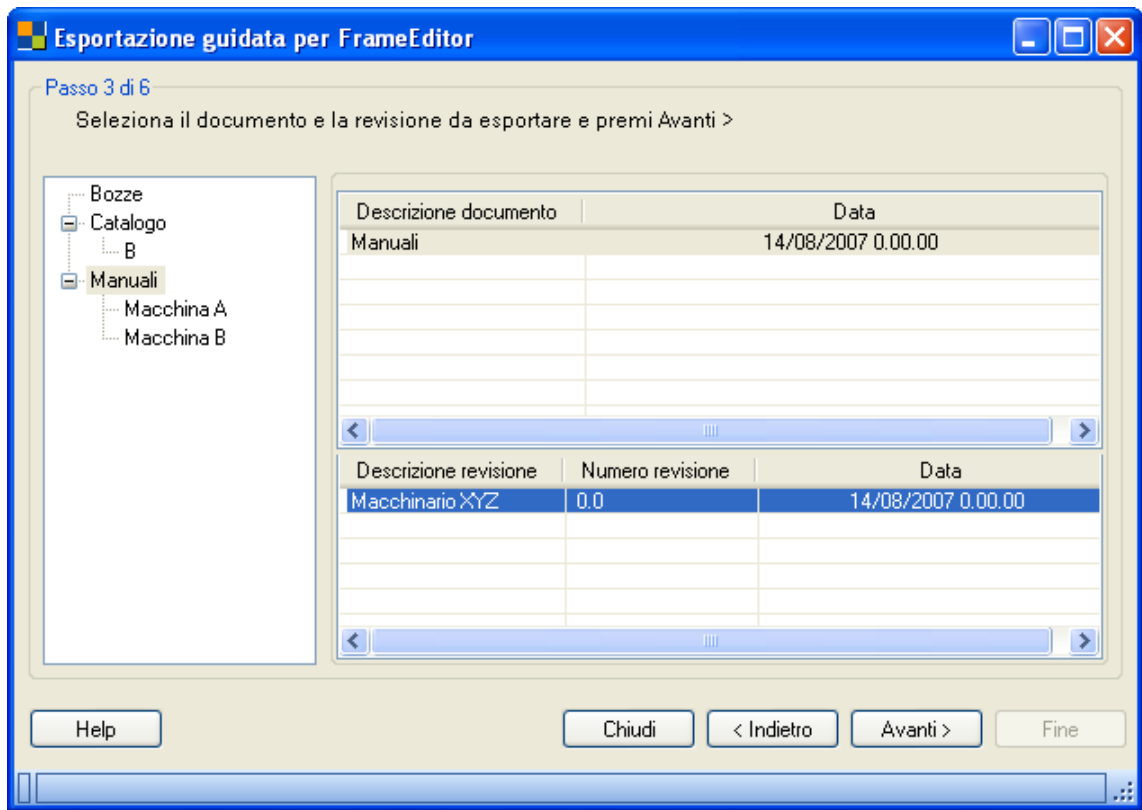 Esportazione guidata per FrameEditor
Passo 3 di 6
Seleziona il documento e la revisione da esportare e premi Avanti >
Bozze
Catalogo
B
Manuali
Macchina A
Macchina B
Descrizione documento Data
Manuali 14/08/2007 0.00.00
Descrizione revisione Numero revisione Data
Macchinario XYZ 0.0 14/08/2007 0.00.00
Help Chiudi < Indietro Avanti > Fine